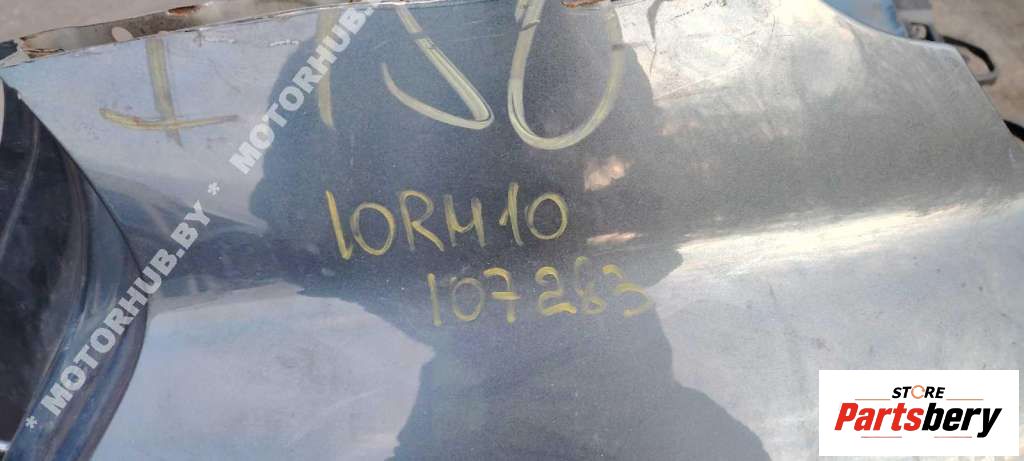 10RM10
107283
* MOTORHUB.BY * MOTORHUB.BY
STORE
Partsbery